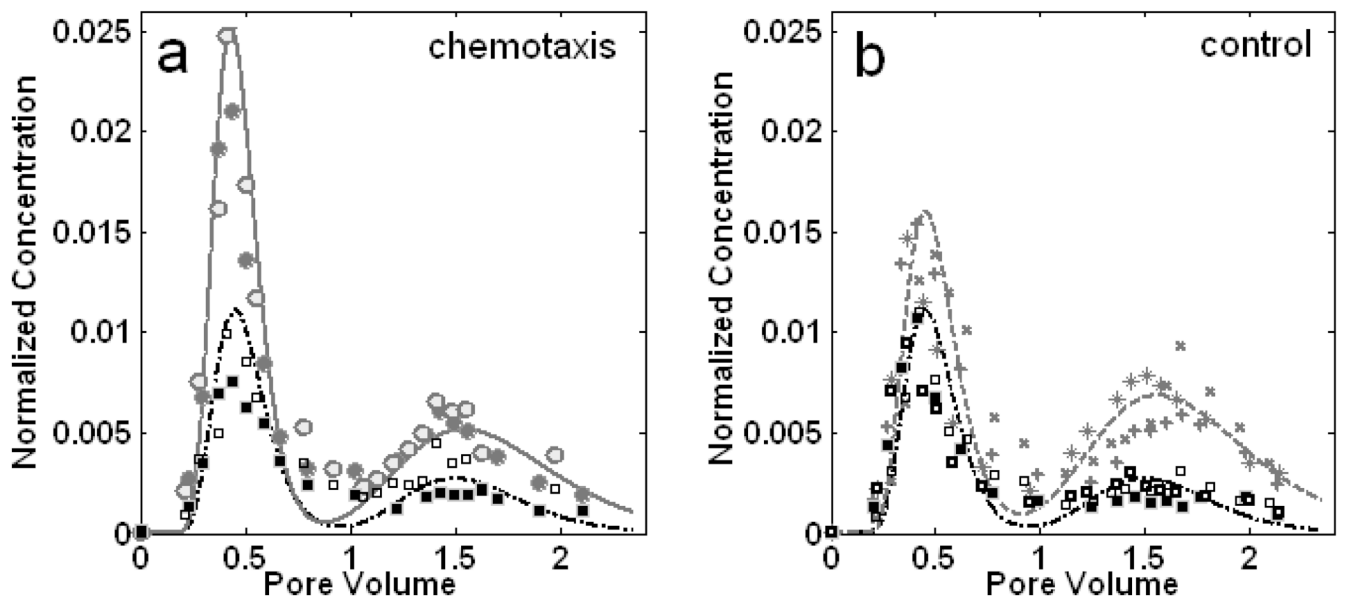 a
chemotaxis
Normalized Concentration
0.025
0.02
0.015
0.01
0.005
0
0 0.5 1 1.5 2
Pore Volume
b
control
Normalized Concentration
0.025
0.02
0.015
0.01
0.005
0
0 0.5 1 1.5 2
Pore Volume